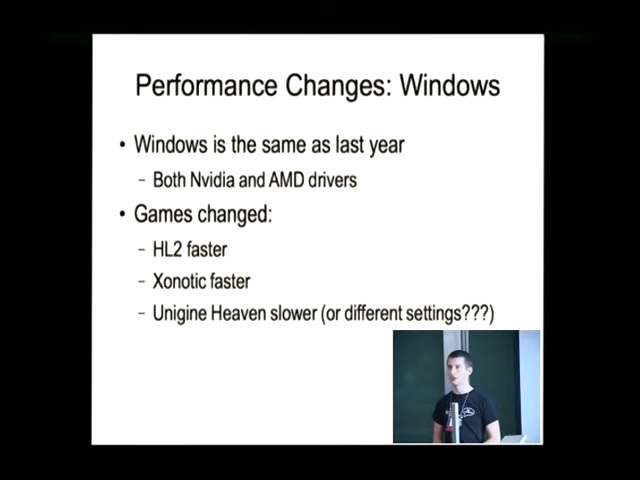 Performance Changes: Windows
• Windows is the same as last year
– Both Nvidia and AMD drivers
• Games changed:
– HL2 faster
– Xonotic faster
– Unigine Heaven slower (or different settings???)